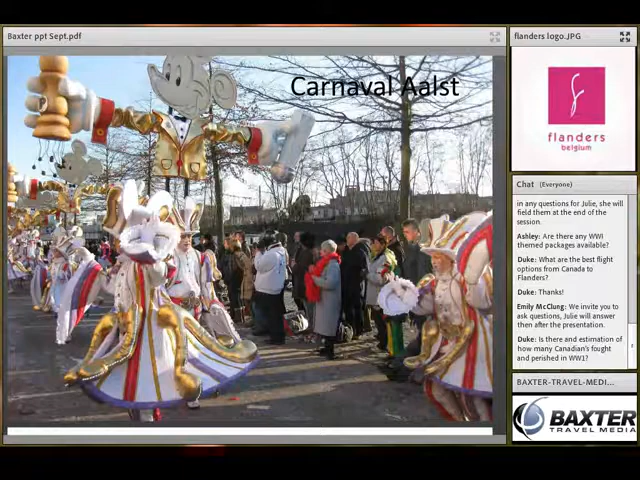 Baxter ppt Sept.pdf
Carnaval Aalst
flanders logo.JPG
flanders
belgium
Chat (Everyone)
in any questions for Julie, she will
field them at the end of the
session.
Ashley: Are there any WWI
themed packages available?
Duke: What are the best flight
options from Canada to
Flanders?
Duke: Thanks!
Emily McClung: We invite you to
ask questions, Julie will answer
then after the presentation.
Duke: Is there and estimation of
how many Canadian's fought
and perished in WW1?
BAXTER-TRAVEL-MEDI...
BAXTER
TRAVEL MEDIA